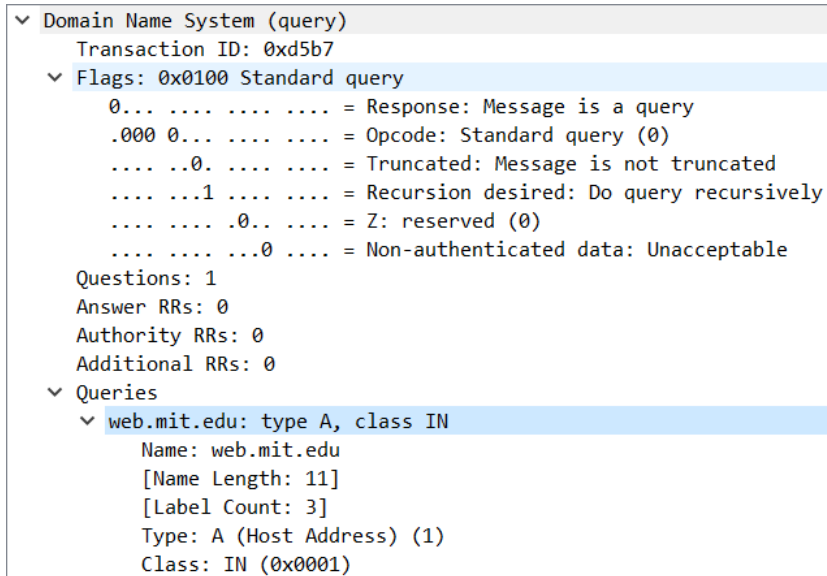 Domain Name System (query)
Transaction ID: 0xd5b7
Flags: 0x0100 Standard query
0... .... .... .... = Response: Message is a query
.000 0... .... .... = Opcode: Standard query (0)
.... ..0. .... .... = Truncated: Message is not truncated
.... ...1 .... .... = Recursion desired: Do query recursively
.... .... .0.. .... = Z: reserved (0)
.... .... ...0 .... = Non-authenticated data: Unacceptable
Questions: 1
Answer RRs: 0
Authority RRs: 0
Additional RRs: 0
Queries
web.mit.edu: type A, class IN
Name: web.mit.edu
[Name Length: 11]
[Label Count: 3]
Type: A (Host Address) (1)
Class: IN (0x0001)